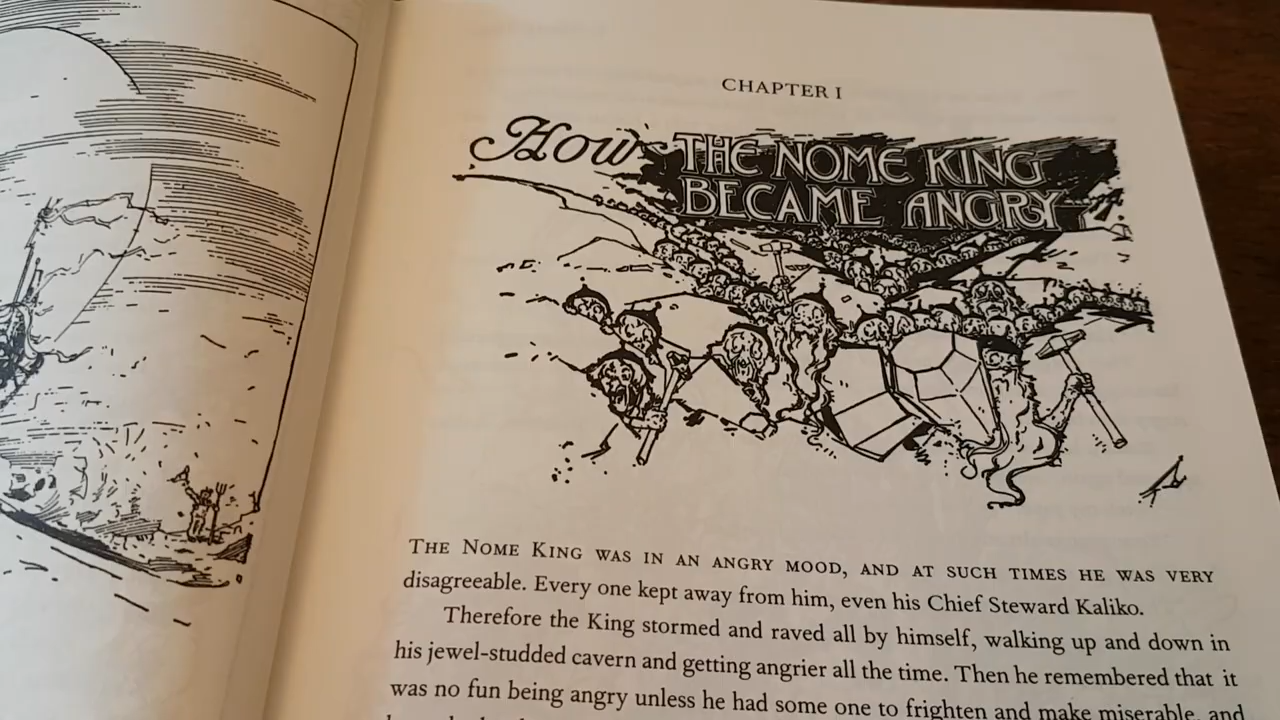 CHAPTER I
How THE NOME KING
BECAME ANGRY
THE NOME KING WAS IN AN ANGRY MOOD, AND AT SUCH TIMES HE WAS VERY
disagreeable. Every one kept away from him, even his Chief Steward Kaliko.
Therefore the King stormed and raved all by himself, walking up and down in
his jewel-studded cavern and getting angrier all the time. Then he remembered that it
was no fun being angry unless he had some one to frighten and make miserable, and